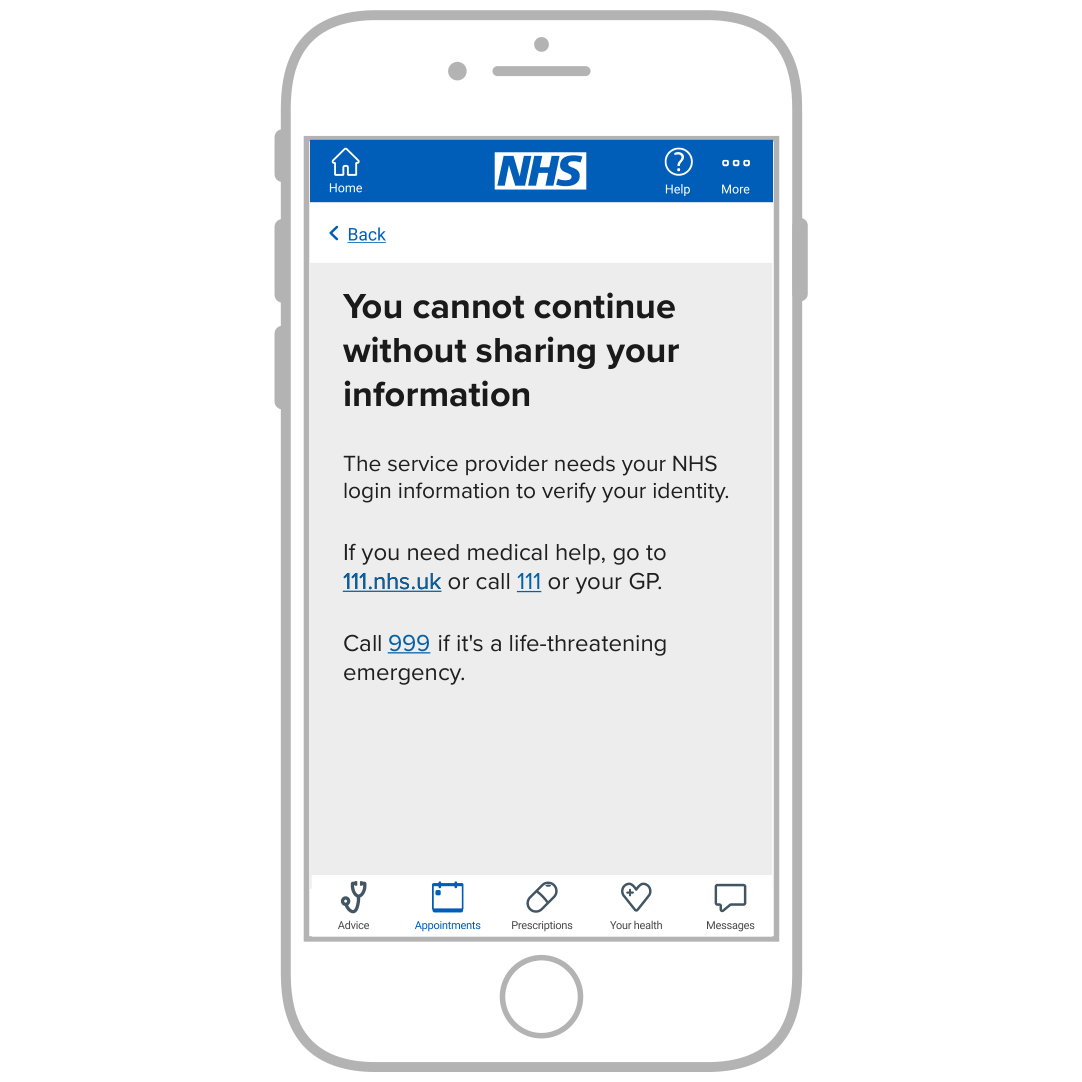 Home NHS Help More
Back
You cannot continue
without sharing your
information
The service provider needs your NHS
login information to verify your identity.
If you need medical help, go to
111.nhs.uk or call 111 or your GP.
Call 999 if it's a life-threatening
emergency.
Advice Appointments Prescriptions Your health Messages